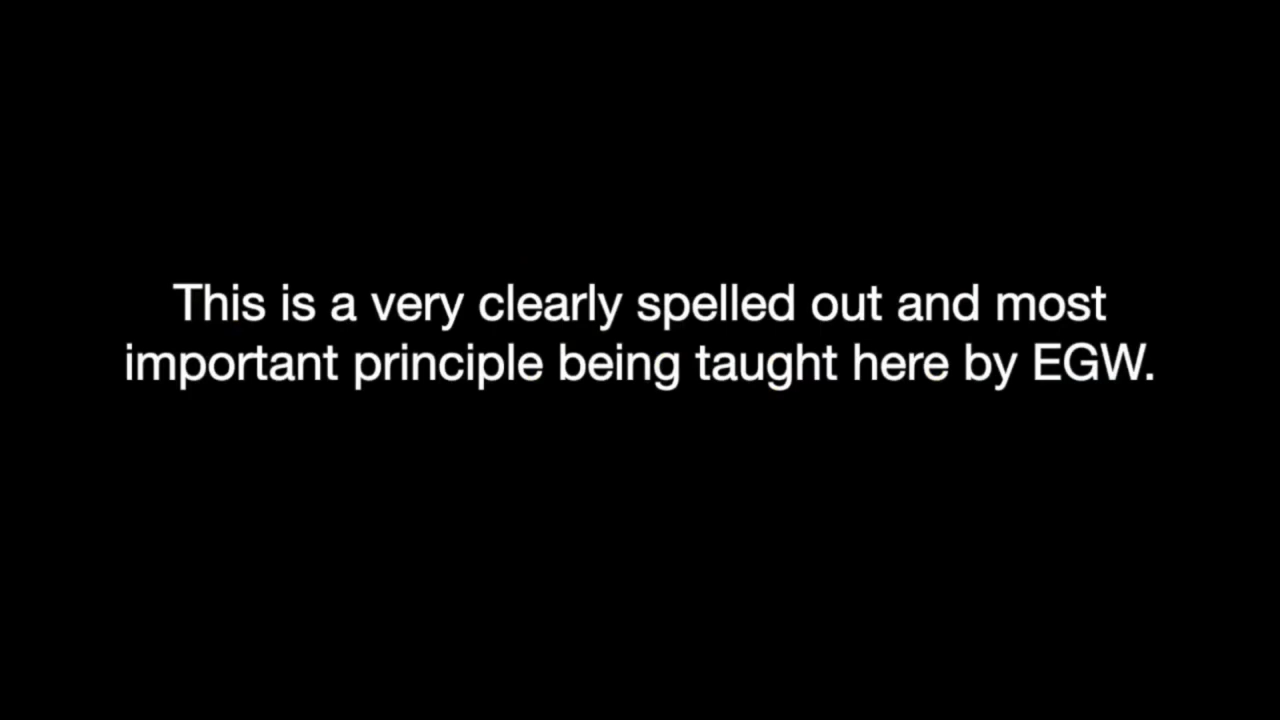 This is a very clearly spelled out and most
important principle being taught here by EGW.